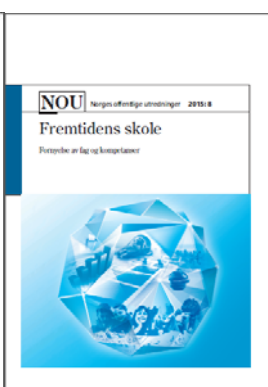 NOU Norges offentlige utredninger 2015: 8
Fremtidens skole
Fornyelse av fag og kompetanser